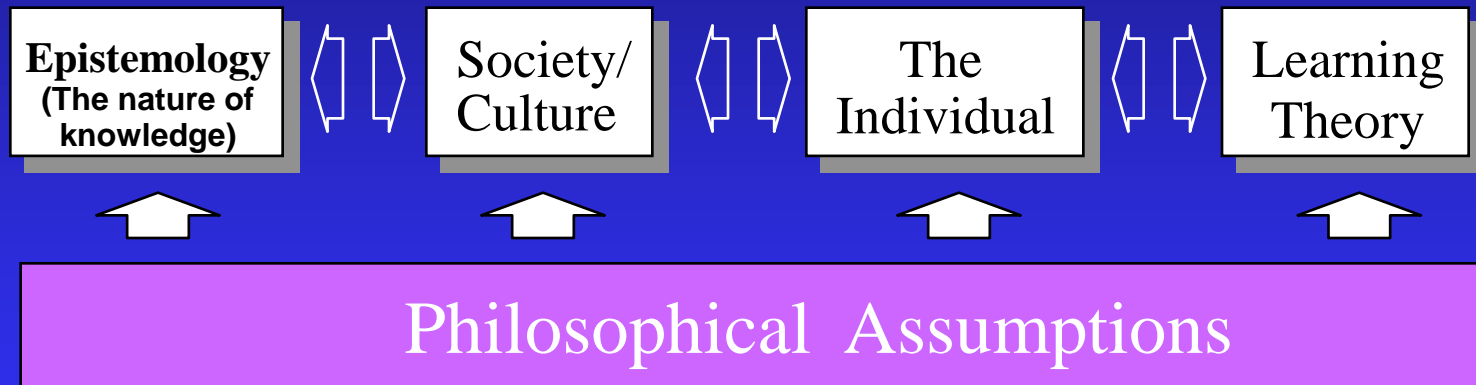 Epistemology
(The nature of
knowledge)
Society/
Culture
The
Individual
Learning
Theory
Philosophical Assumptions